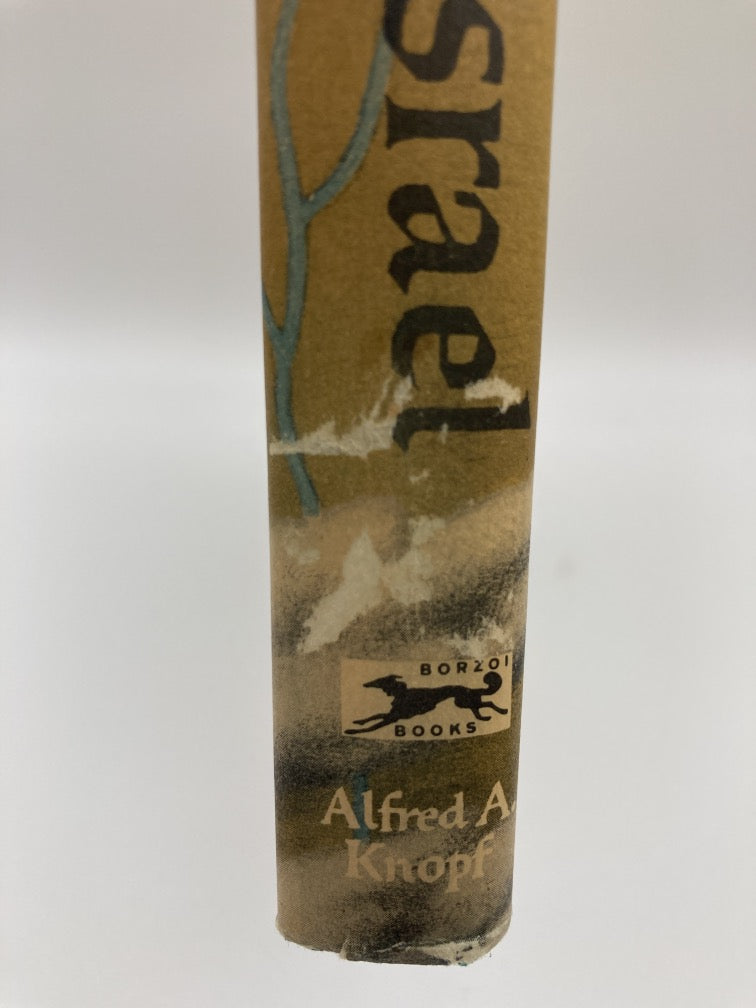 srael
BORZOI
BOOKS
Alfred A.
Knopf